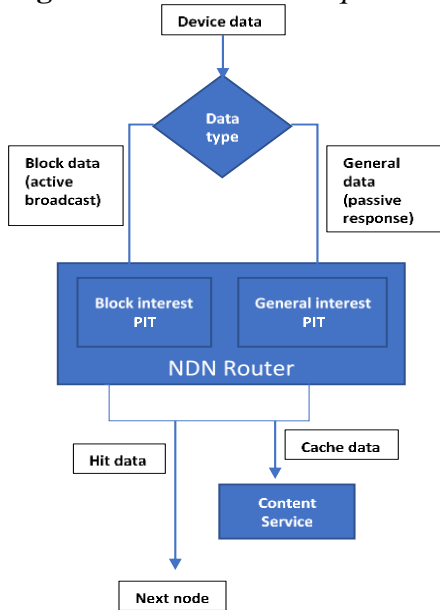 Device data
Data
type
Block data
(active
broadcast)
General
data
(passive
response)
Block interest
PIT
General interest
PIT
NDN Router
Hit data
Cache data
Content
Service
Next node